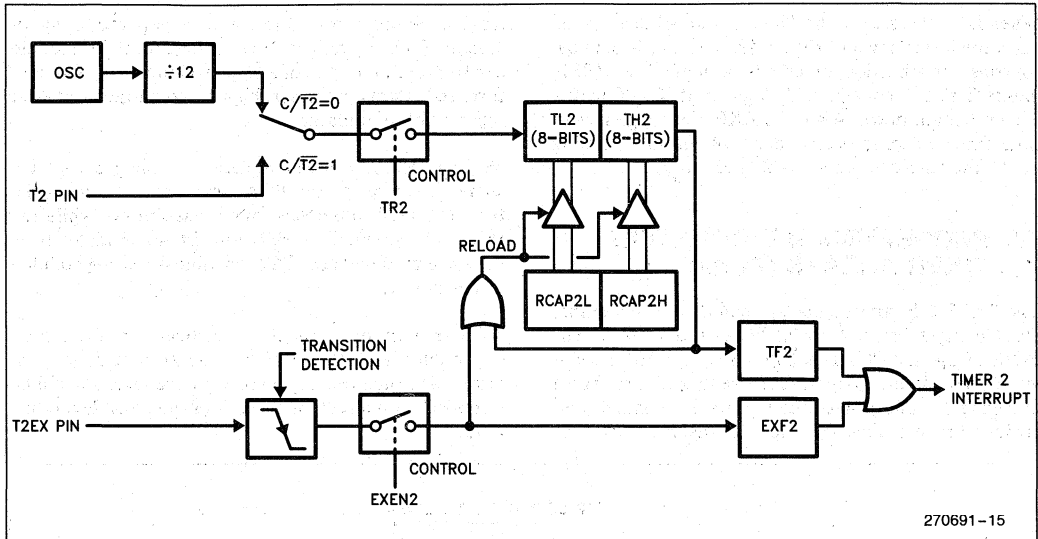 OSC
÷12
C/T2̅=0
C/T2̅=1
T2 PIN
CONTROL
TR2
TL2
(8-BITS)
TH2
(8-BITS)
RELOAD
RCAP2L
RCAP2H
TRANSITION
DETECTION
T2EX PIN
CONTROL
EXEN2
TF2
EXF2
TIMER 2
INTERRUPT
270691-15